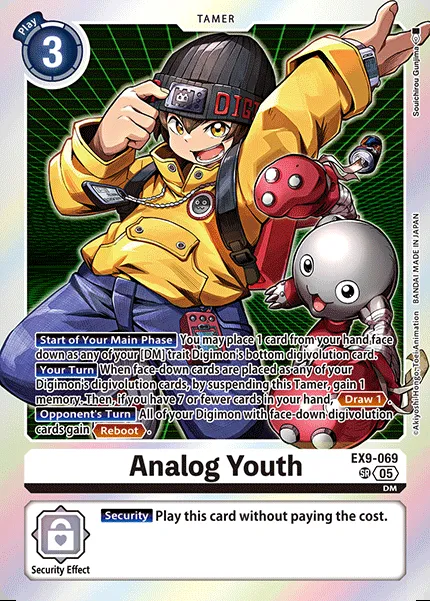 TAMER
Play
3
DIGI
Souichirou Gunjima
[Start of Your Main Phase] You may place 1 card from your hand face
down as any of your [DM] trait Digimon's bottom digivolution card.
[Your Turn] When face-down cards are placed as any of your
Digimon's digivolution cards, by suspending this Tamer, gain 1
memory. Then, if you have 7 or fewer cards in your hand, Draw 1.
[Opponent's Turn] All of your Digimon with face-down digivolution
cards gain Reboot.
©Akiyoshi Hongo, Toei Animation BANDAI MADE IN JAPAN
Analog Youth
EX9-069
SR 05
DM
Security Play this card without paying the cost.
Security Effect